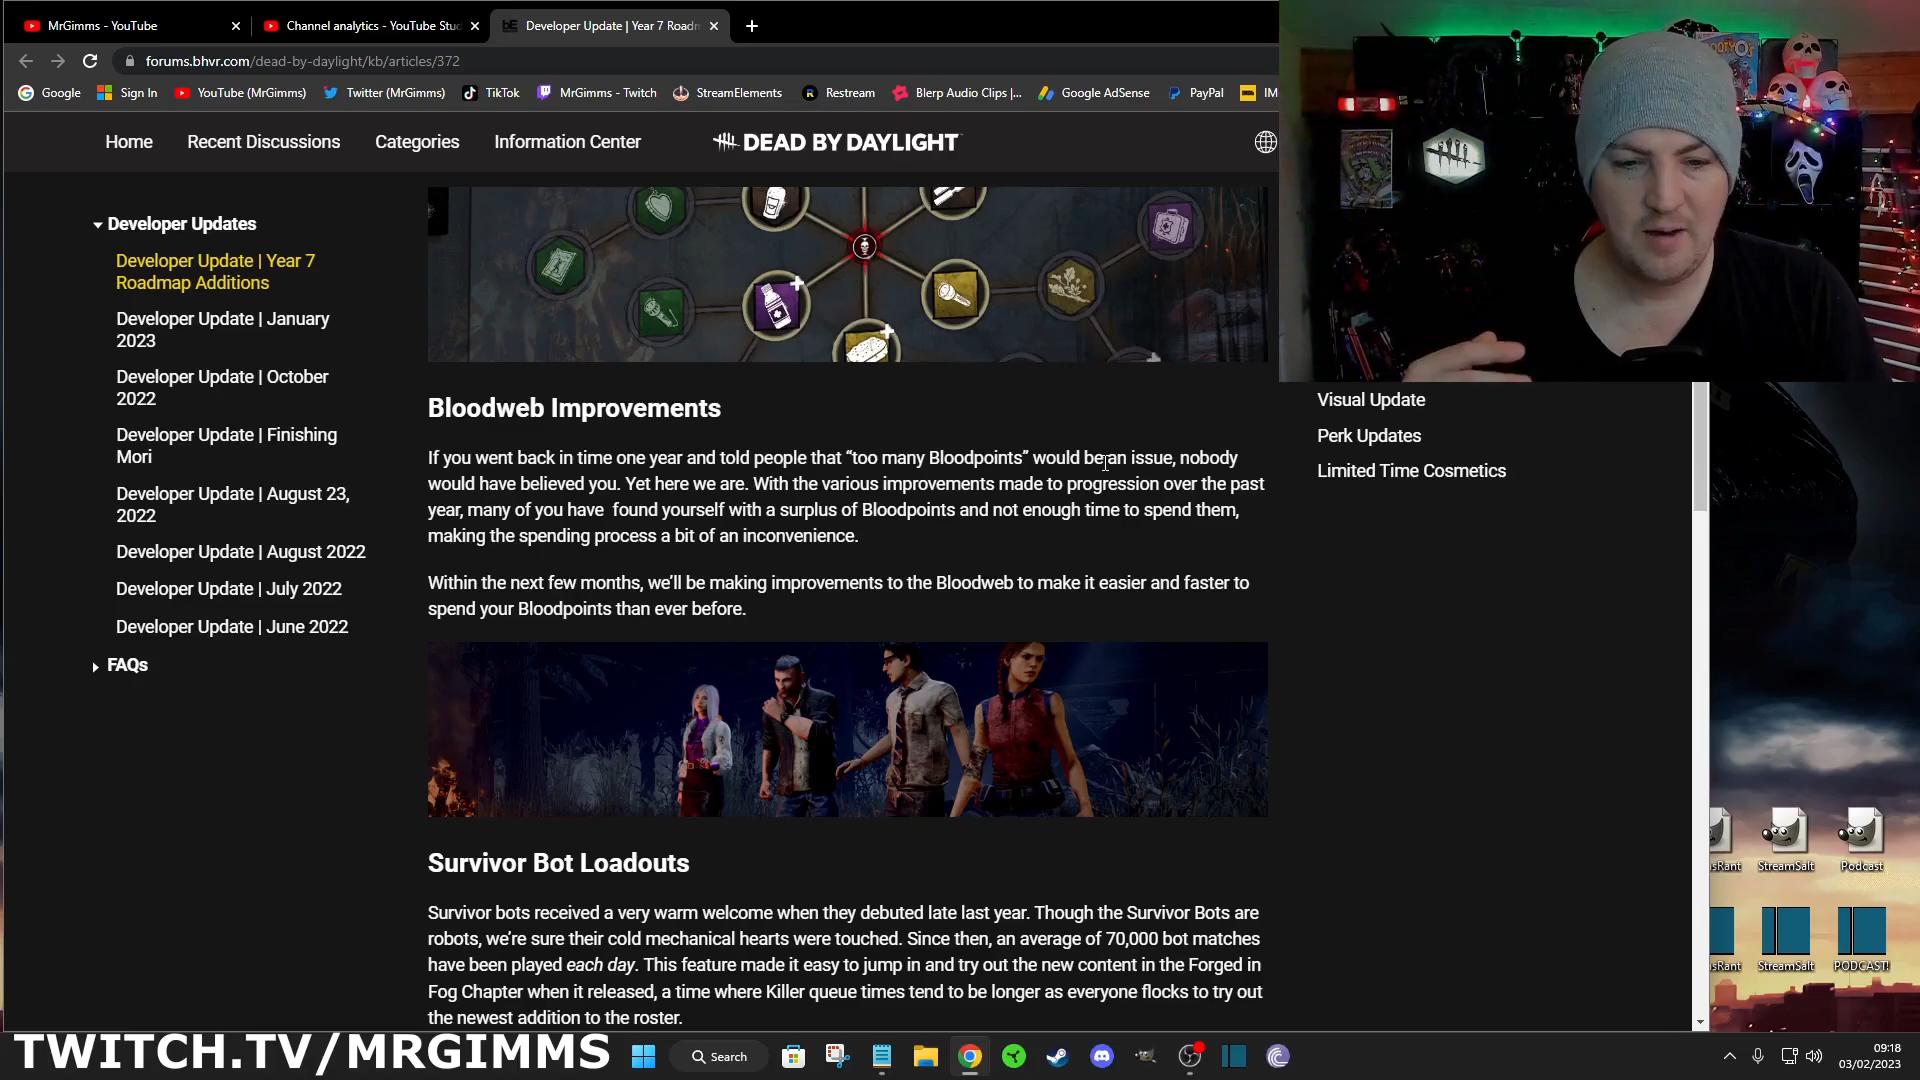 MrGimms - YouTube
Channel analytics - YouTube Stud
Developer Update | Year 7 Roadm
forums.bhvr.com/dead-by-daylight/kb/articles/372
Google
Sign In
YouTube (MrGimms)
Twitter (MrGimms)
TikTok
MrGimms - Twitch
StreamElements
Restream
Blerp Audio Clips |...
Google AdSense
PayPal
IM
Home
Recent Discussions
Categories
Information Center
DEAD BY DAYLIGHT
Developer Updates
Developer Update | Year 7
Roadmap Additions
Developer Update | January
2023
Developer Update | October
2022
Developer Update | Finishing
Mori
Developer Update | August 23,
2022
Developer Update | August 2022
Developer Update | July 2022
Developer Update | June 2022
FAQs
Bloodweb Improvements
If you went back in time one year and told people that “too many Bloodpoints” would be an issue, nobody
would have believed you. Yet here we are. With the various improvements made to progression over the past
year, many of you have  found yourself with a surplus of Bloodpoints and not enough time to spend them,
making the spending process a bit of an inconvenience.
Within the next few months, we’ll be making improvements to the Bloodweb to make it easier and faster to
spend your Bloodpoints than ever before.
Survivor Bot Loadouts
Survivor bots received a very warm welcome when they debuted late last year. Though the Survivor Bots are
robots, we’re sure their cold mechanical hearts were touched. Since then, an average of 70,000 bot matches
have been played each day. This feature made it easy to jump in and try out the new content in the Forged in
Fog Chapter when it released, a time where Killer queue times tend to be longer as everyone flocks to try out
the newest addition to the roster.
Visual Update
Perk Updates
Limited Time Cosmetics
sRant
StreamSalt
Podcast
sRant
StreamSalt
PODCAST!
TWITCH.TV/MRGIMMS
Search
09:18
03/02/2023